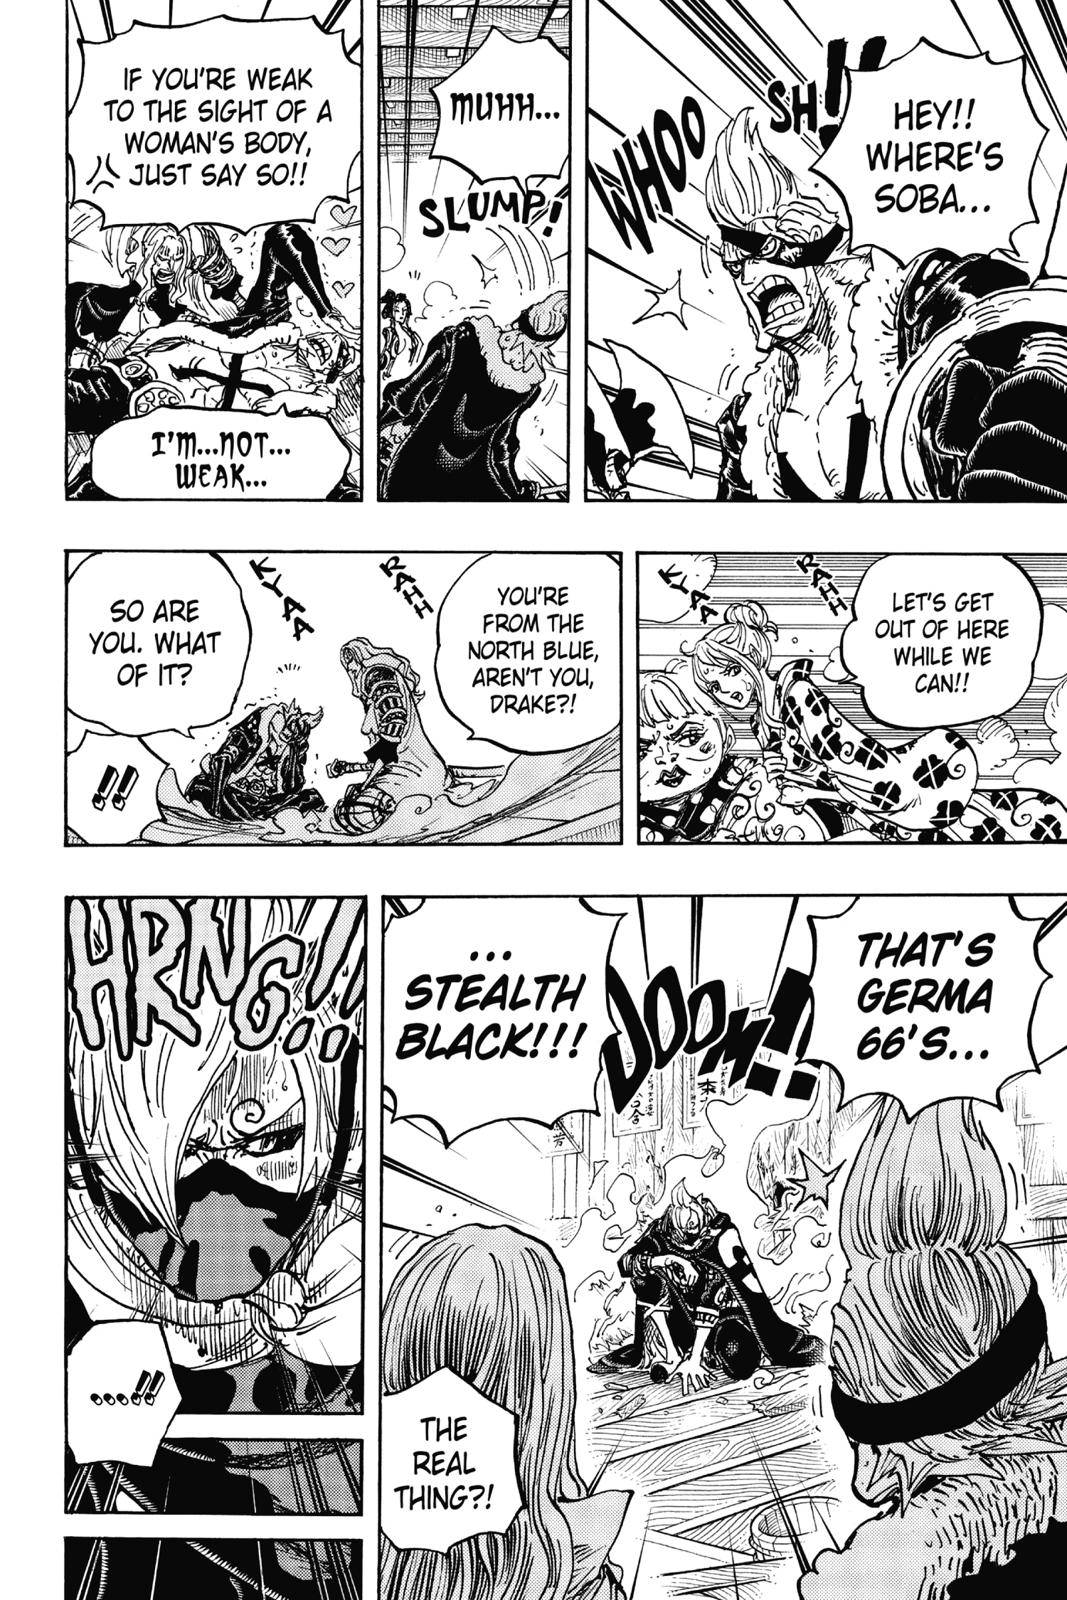 HEY!!
WHERE'S
SOBA...
SH!!
WHOO
MUHH...
SLUMP!
IF YOU'RE WEAK
TO THE SIGHT OF A
WOMAN'S BODY,
JUST SAY SO!!
I'M...NOT...
WEAK...
LET'S GET
OUT OF HERE
WHILE WE
CAN!!
RAHH
KYAA
YOU'RE
FROM THE
NORTH BLUE,
AREN'T YOU,
DRAKE?!
RAHH
KYAA
SO ARE
YOU. WHAT
OF IT?
!!
THAT'S
GERMA
66'S...
JOOM!!
...
STEALTH
BLACK!!!
THE
REAL
THING?!
HRNG!!
...!!